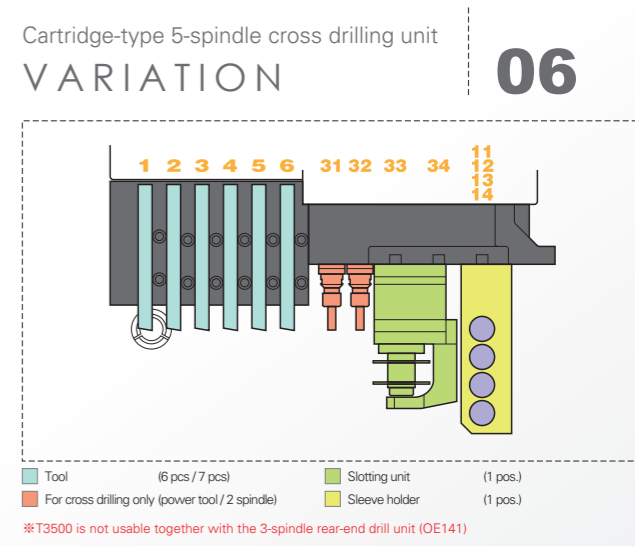 Cartridge-type 5-spindle cross drilling unit
VARIATION
06
1 2 3 4 5 6 31 32 33 34
11
12
13
14
Tool (6 pcs / 7 pcs)
Slotting unit (1 pos.)
For cross drilling only (power tool / 2 spindle)
Sleeve holder (1 pos.)
※T3500 is not usable together with the 3-spindle rear-end drill unit (OE141)